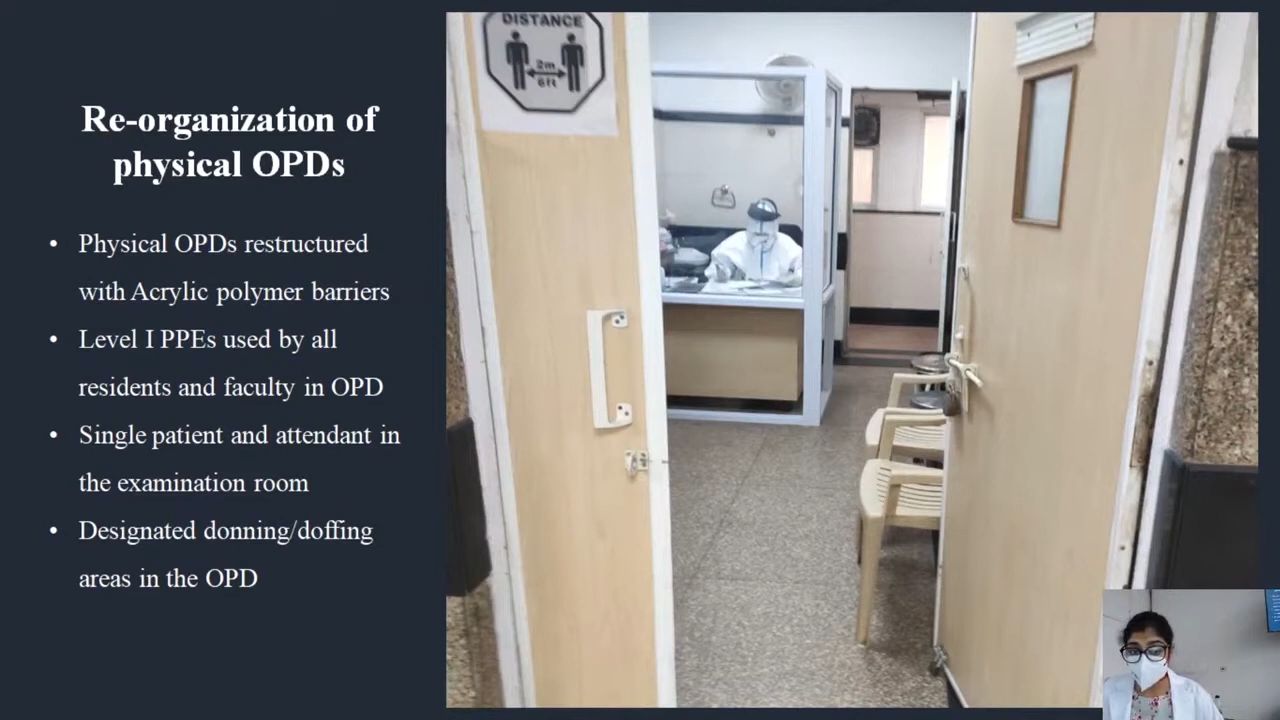 Re-organization of
physical OPDs
• Physical OPDs restructured
with Acrylic polymer barriers
• Level I PPEs used by all
residents and faculty in OPD
• Single patient and attendant in
the examination room
• Designated donning/doffing
areas in the OPD
DISTANCE
2m
6ft